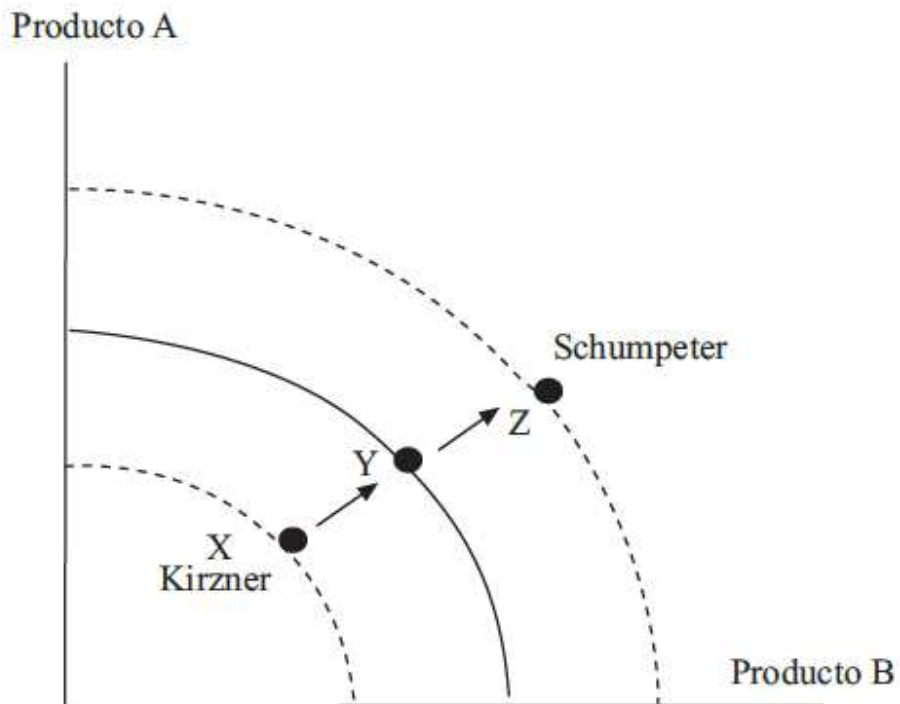 Producto A
Schumpeter
Z
Y
X
Kirzner
Producto B